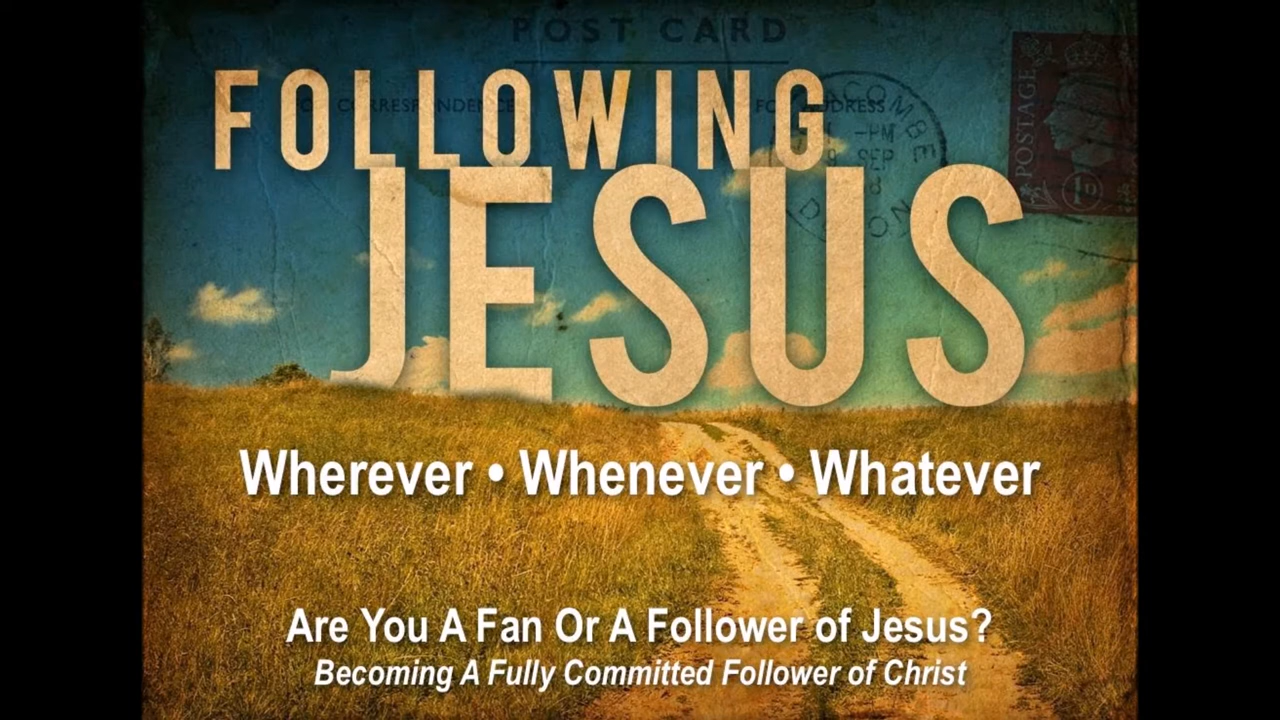 POST CARD
FOLLOWING
JESUS
POSTAGE
Wherever • Whenever • Whatever
Are You A Fan Or A Follower of Jesus?
Becoming A Fully Committed Follower of Christ